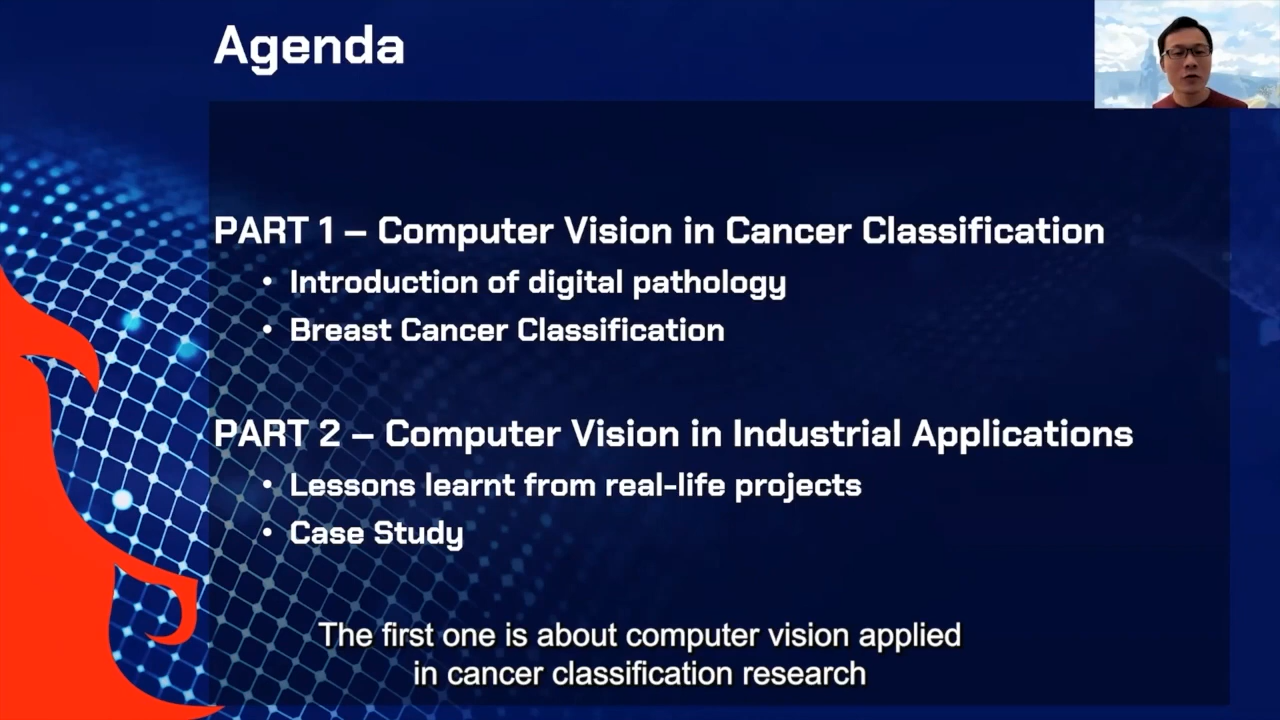 Agenda
PART 1 – Computer Vision in Cancer Classification
• Introduction of digital pathology
• Breast Cancer Classification
PART 2 – Computer Vision in Industrial Applications
• Lessons learnt from real-life projects
• Case Study
The first one is about computer vision applied
in cancer classification research